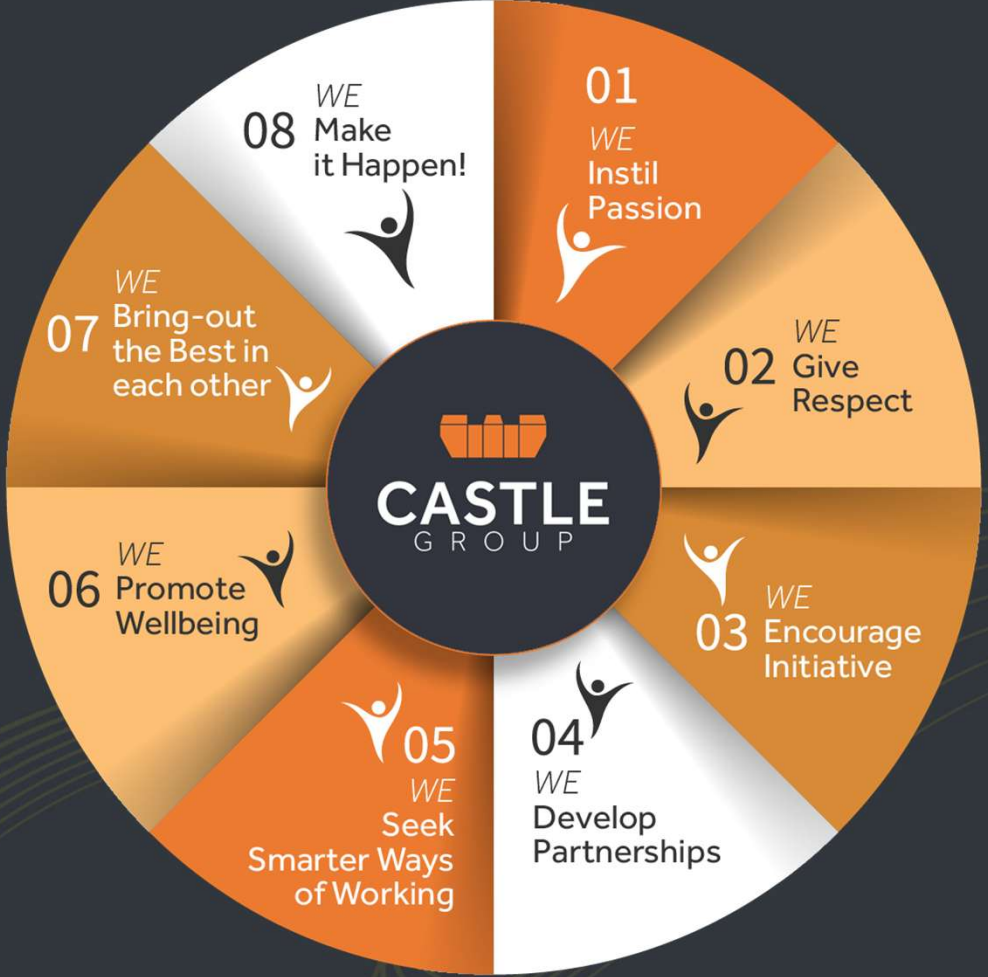 01
WE
Instil
Passion
02
WE
Give
Respect
03
WE
Encourage
Initiative
04
WE
Develop
Partnerships
05
WE
Seek
Smarter Ways
of Working
06
WE
Promote
Wellbeing
07
WE
Bring-out
the Best in
each other
08
WE
Make
it Happen!
CASTLE
GROUP